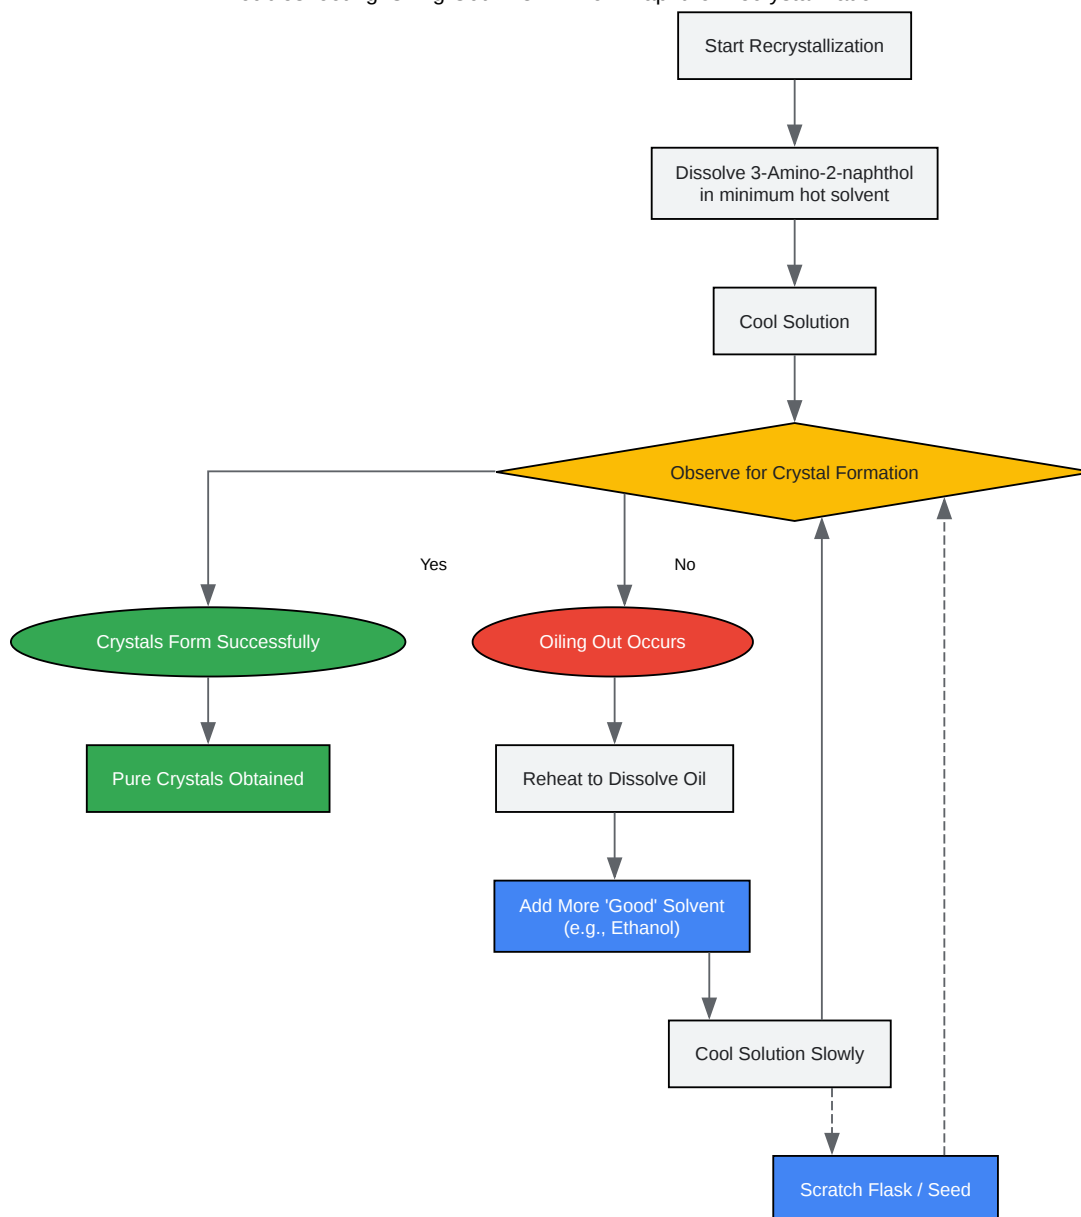 Start Recrystallization
Dissolve 3-Amino-2-naphthol
in minimum hot solvent
Cool Solution
Observe for Crystal Formation
Yes
No
Crystals Form Successfully
Oiling Out Occurs
Pure Crystals Obtained
Reheat to Dissolve Oil
Add More 'Good' Solvent
(e.g., Ethanol)
Cool Solution Slowly
Scratch Flask / Seed